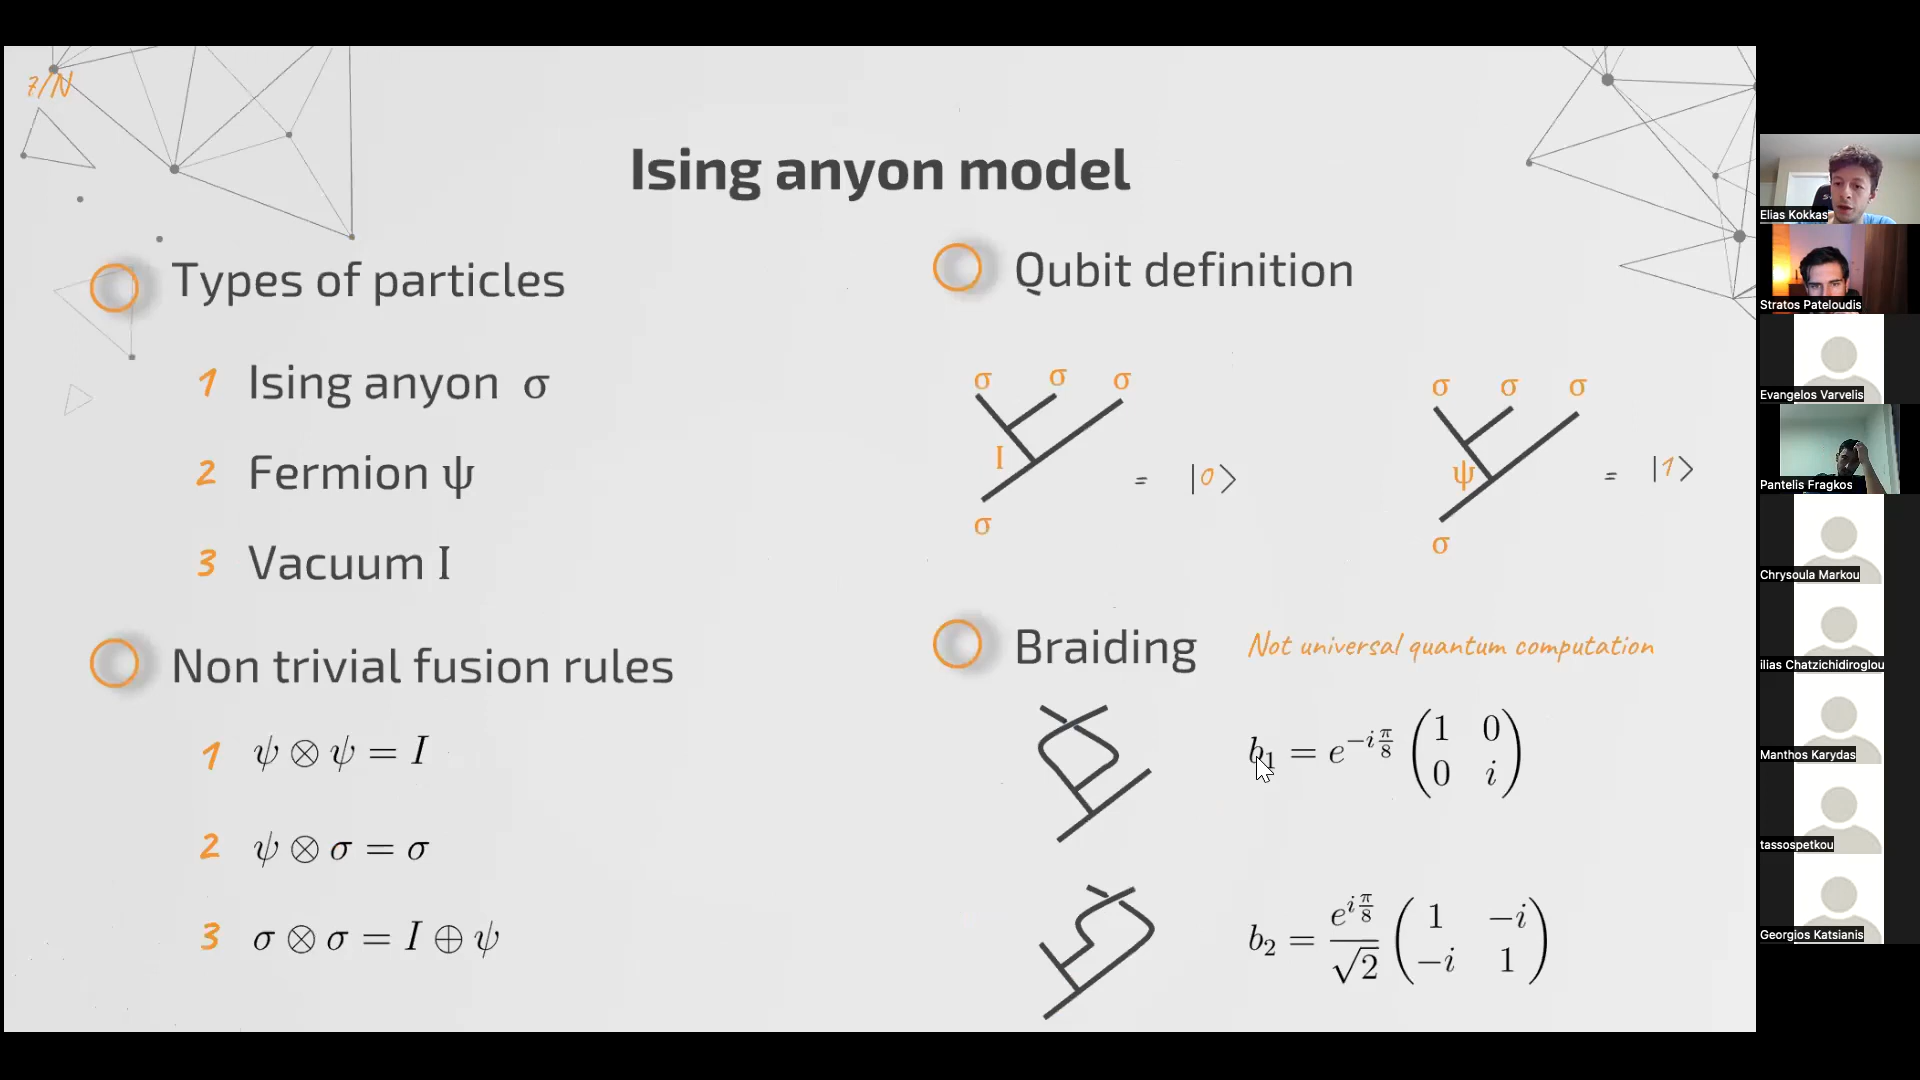 7/N
Ising anyon model
Types of particles
1 Ising anyon σ
2 Fermion ψ
3 Vacuum I
Non trivial fusion rules
1 ψ ⊗ ψ = I
2 ψ ⊗ σ = σ
3 σ ⊗ σ = I ⊕ ψ
Qubit definition
σ σ σ
I
σ
= |0⟩
σ σ σ
ψ
σ
= |1⟩
Braiding Not universal quantum computation
b₁ = e^{-iπ/8} (1 0; 0 i)
b₂ = e^{iπ/8}/√2 (1 −i; −i 1)
Elias Kokkas
Stratos Pateloudis
Evangelos Varvelis
Pantelis Fragkos
Chrysoula Markou
ilias Chatzichidiroglou
Manthos Karydas
tassospetkou
Georgios Katsianis